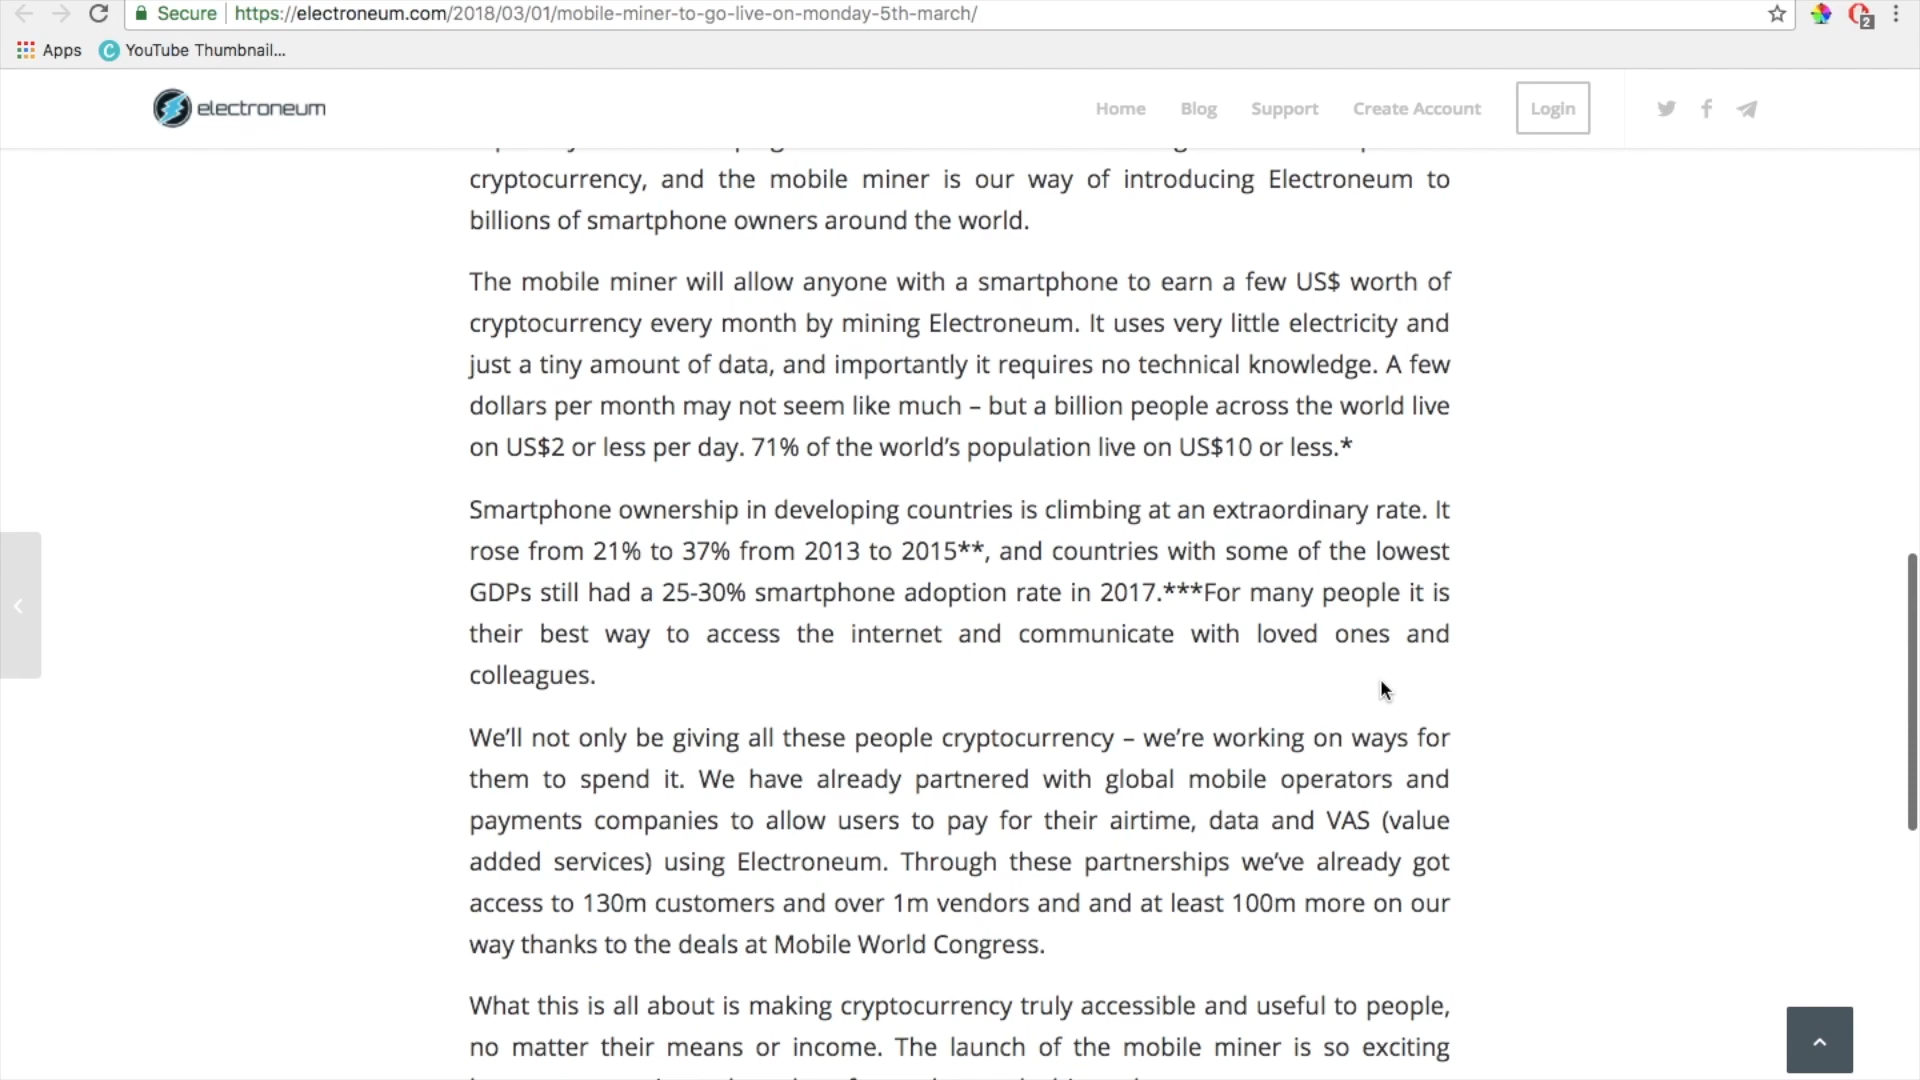 Secure
https://electroneum.com/2018/03/01/mobile-miner-to-go-live-on-monday-5th-march/
2
Apps
YouTube Thumbnail...
electroneum
Home
Blog
Support
Create Account
Login
cryptocurrency, and the mobile miner is our way of introducing Electroneum to
billions of smartphone owners around the world.
The mobile miner will allow anyone with a smartphone to earn a few US$ worth of
cryptocurrency every month by mining Electroneum. It uses very little electricity and
just a tiny amount of data, and importantly it requires no technical knowledge. A few
dollars per month may not seem like much – but a billion people across the world live
on US$2 or less per day. 71% of the world’s population live on US$10 or less.*
Smartphone ownership in developing countries is climbing at an extraordinary rate. It
rose from 21% to 37% from 2013 to 2015**, and countries with some of the lowest
GDPs still had a 25-30% smartphone adoption rate in 2017.***For many people it is
their best way to access the internet and communicate with loved ones and
colleagues.
We’ll not only be giving all these people cryptocurrency – we’re working on ways for
them to spend it. We have already partnered with global mobile operators and
payments companies to allow users to pay for their airtime, data and VAS (value
added services) using Electroneum. Through these partnerships we’ve already got
access to 130m customers and over 1m vendors and and at least 100m more on our
way thanks to the deals at Mobile World Congress.
What this is all about is making cryptocurrency truly accessible and useful to people,
no matter their means or income. The launch of the mobile miner is so exciting